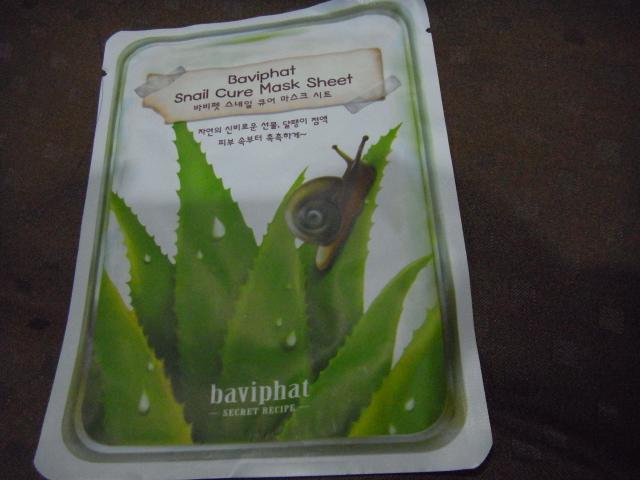 Baviphat
Snail Cure Mask Sheet
바비펫 스네일 큐어 마스크 시트
자연의 신비로운 선물, 달팽이 점액
피부 속부터 촉촉하게~
baviphat
SECRET RECIPE